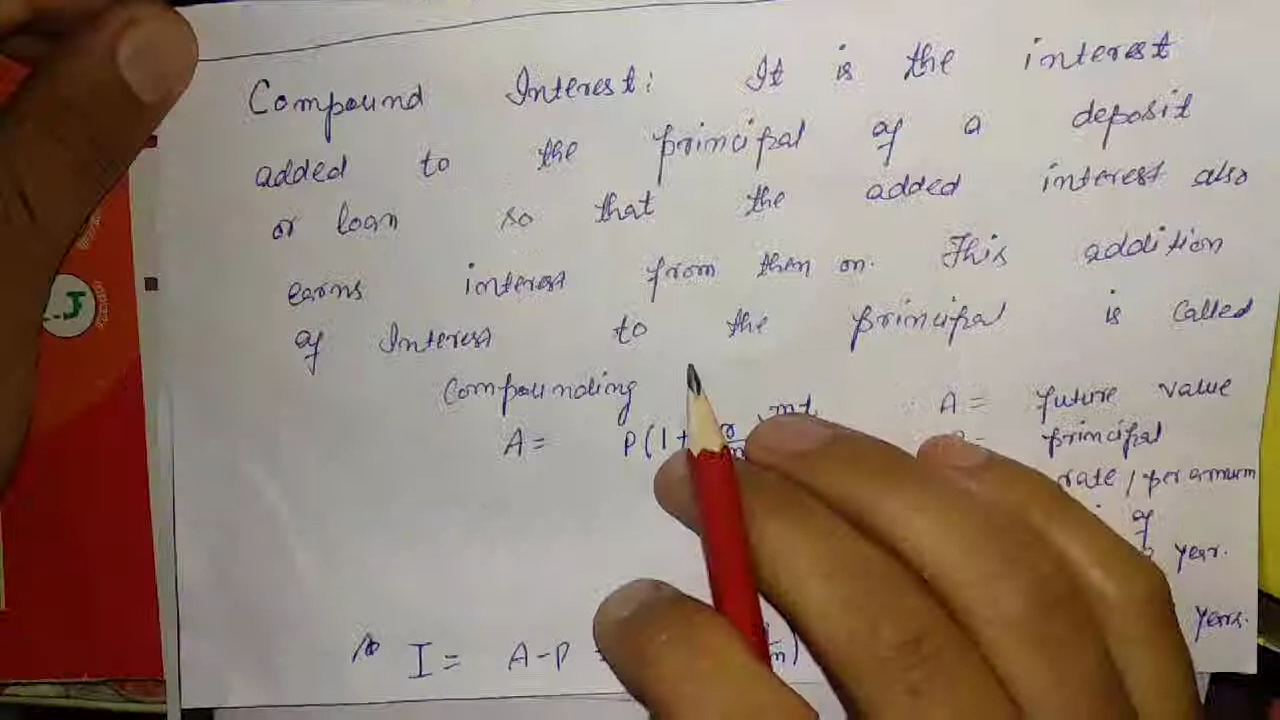 Compound Interest: It is the interest
added to the principal of a deposit
or loan so that the added interest also
earns interest from then on. This addition
of Interest to the principal is called
Compounding
A = P(1+ r mt
A = future value
principal
rate / per annum
of
year.
years.
I = A-P